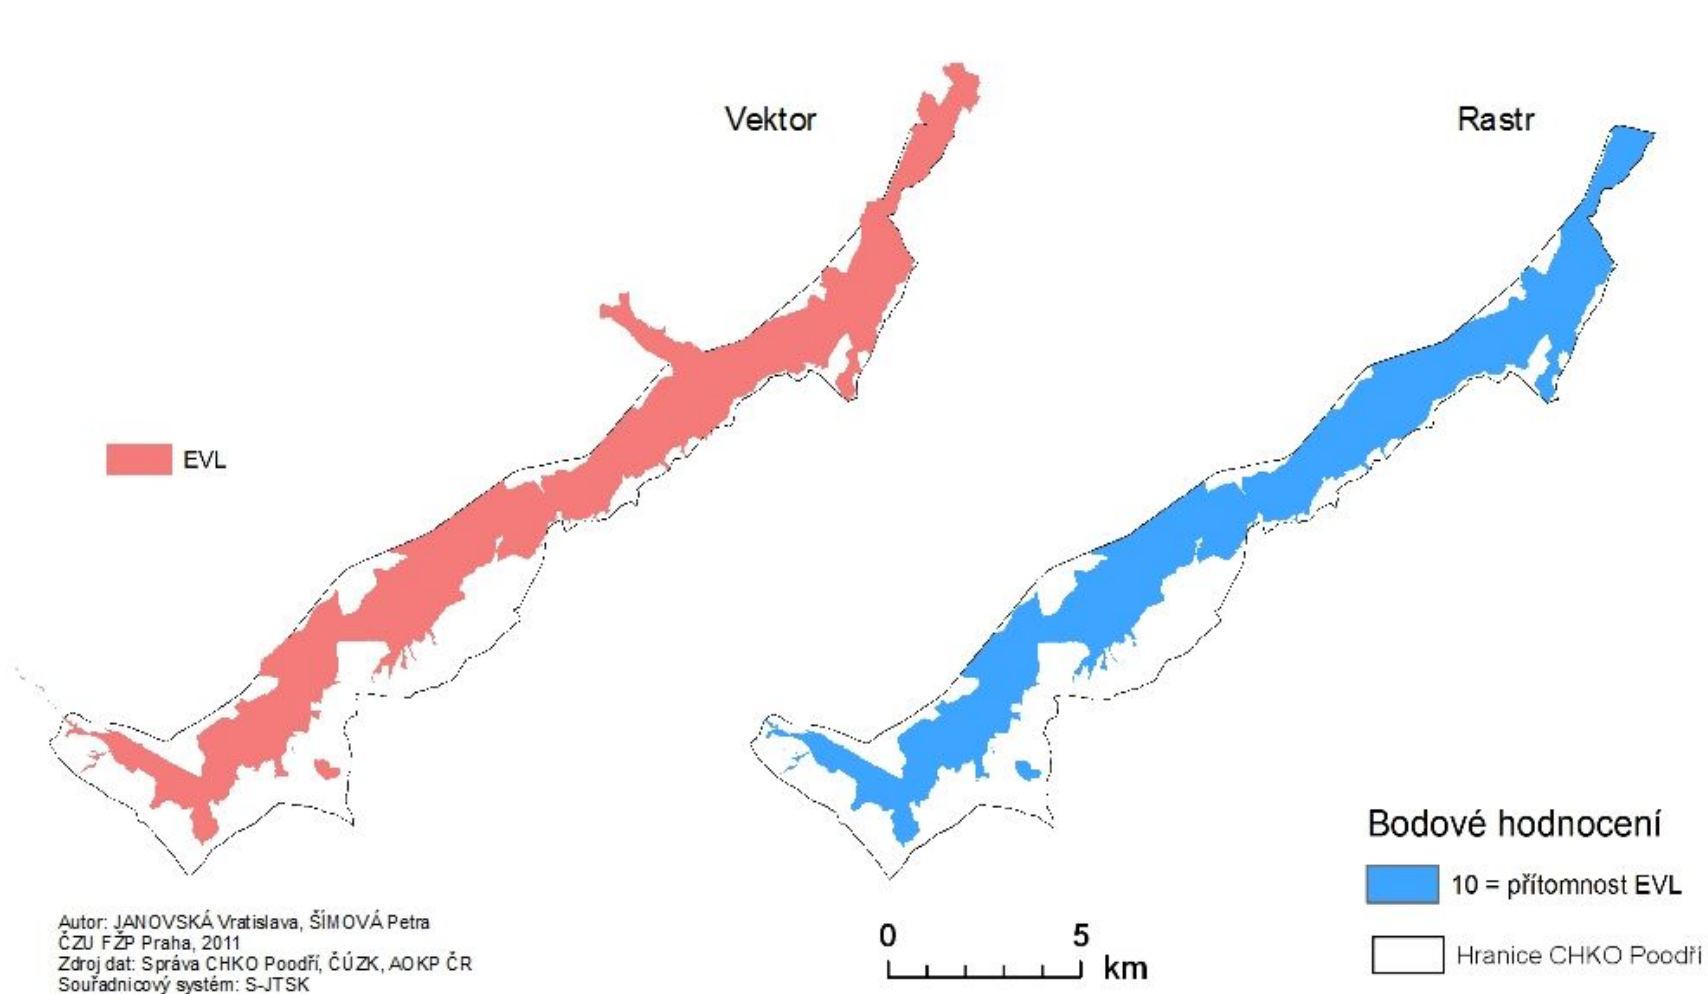 Vektor
Rastr
EVL
Bodové hodnocení
10 = přítomnost EVL
Hranice CHKO Poodří
0 5
km
Autor: JANOVSKÁ Vratislava, ŠÍMOVÁ Petra
ČZU FŽP Praha, 2011
Zdroj dat: Správa CHKO Poodří, ČÚZK, AOKP ČR
Souřadnicový systém: S-JTSK